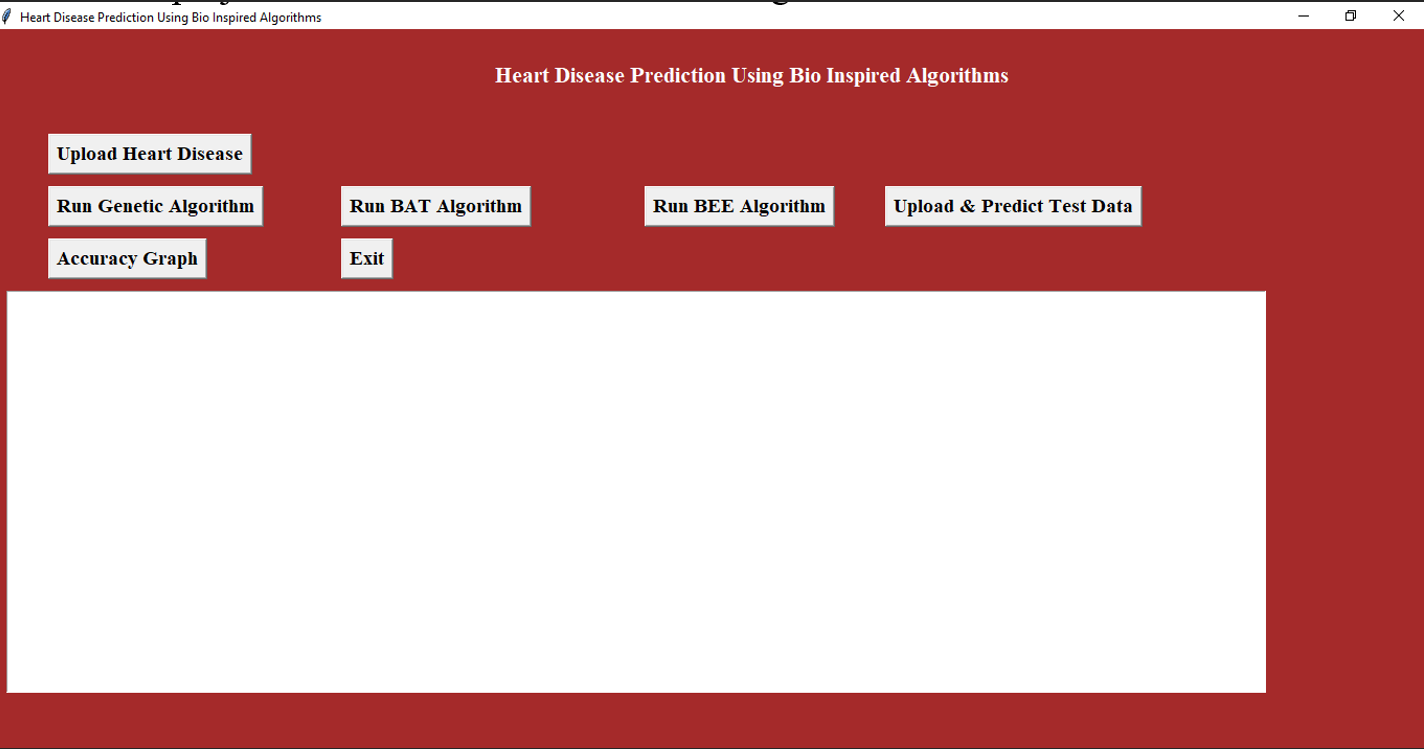 Heart Disease Prediction Using Bio Inspired Algorithms
Heart Disease Prediction Using Bio Inspired Algorithms
Upload Heart Disease
Run Genetic Algorithm Run BAT Algorithm Run BEE Algorithm Upload & Predict Test Data
Accuracy Graph Exit